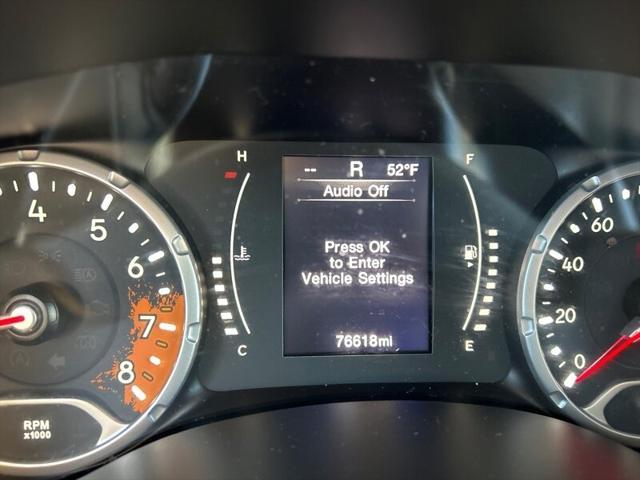 H
-- R 52°F
F
Audio Off
4
5
6
7
8
Press OK
to Enter
Vehicle Settings
60
40
20
0
C
76618mi
E
RPM
x1000